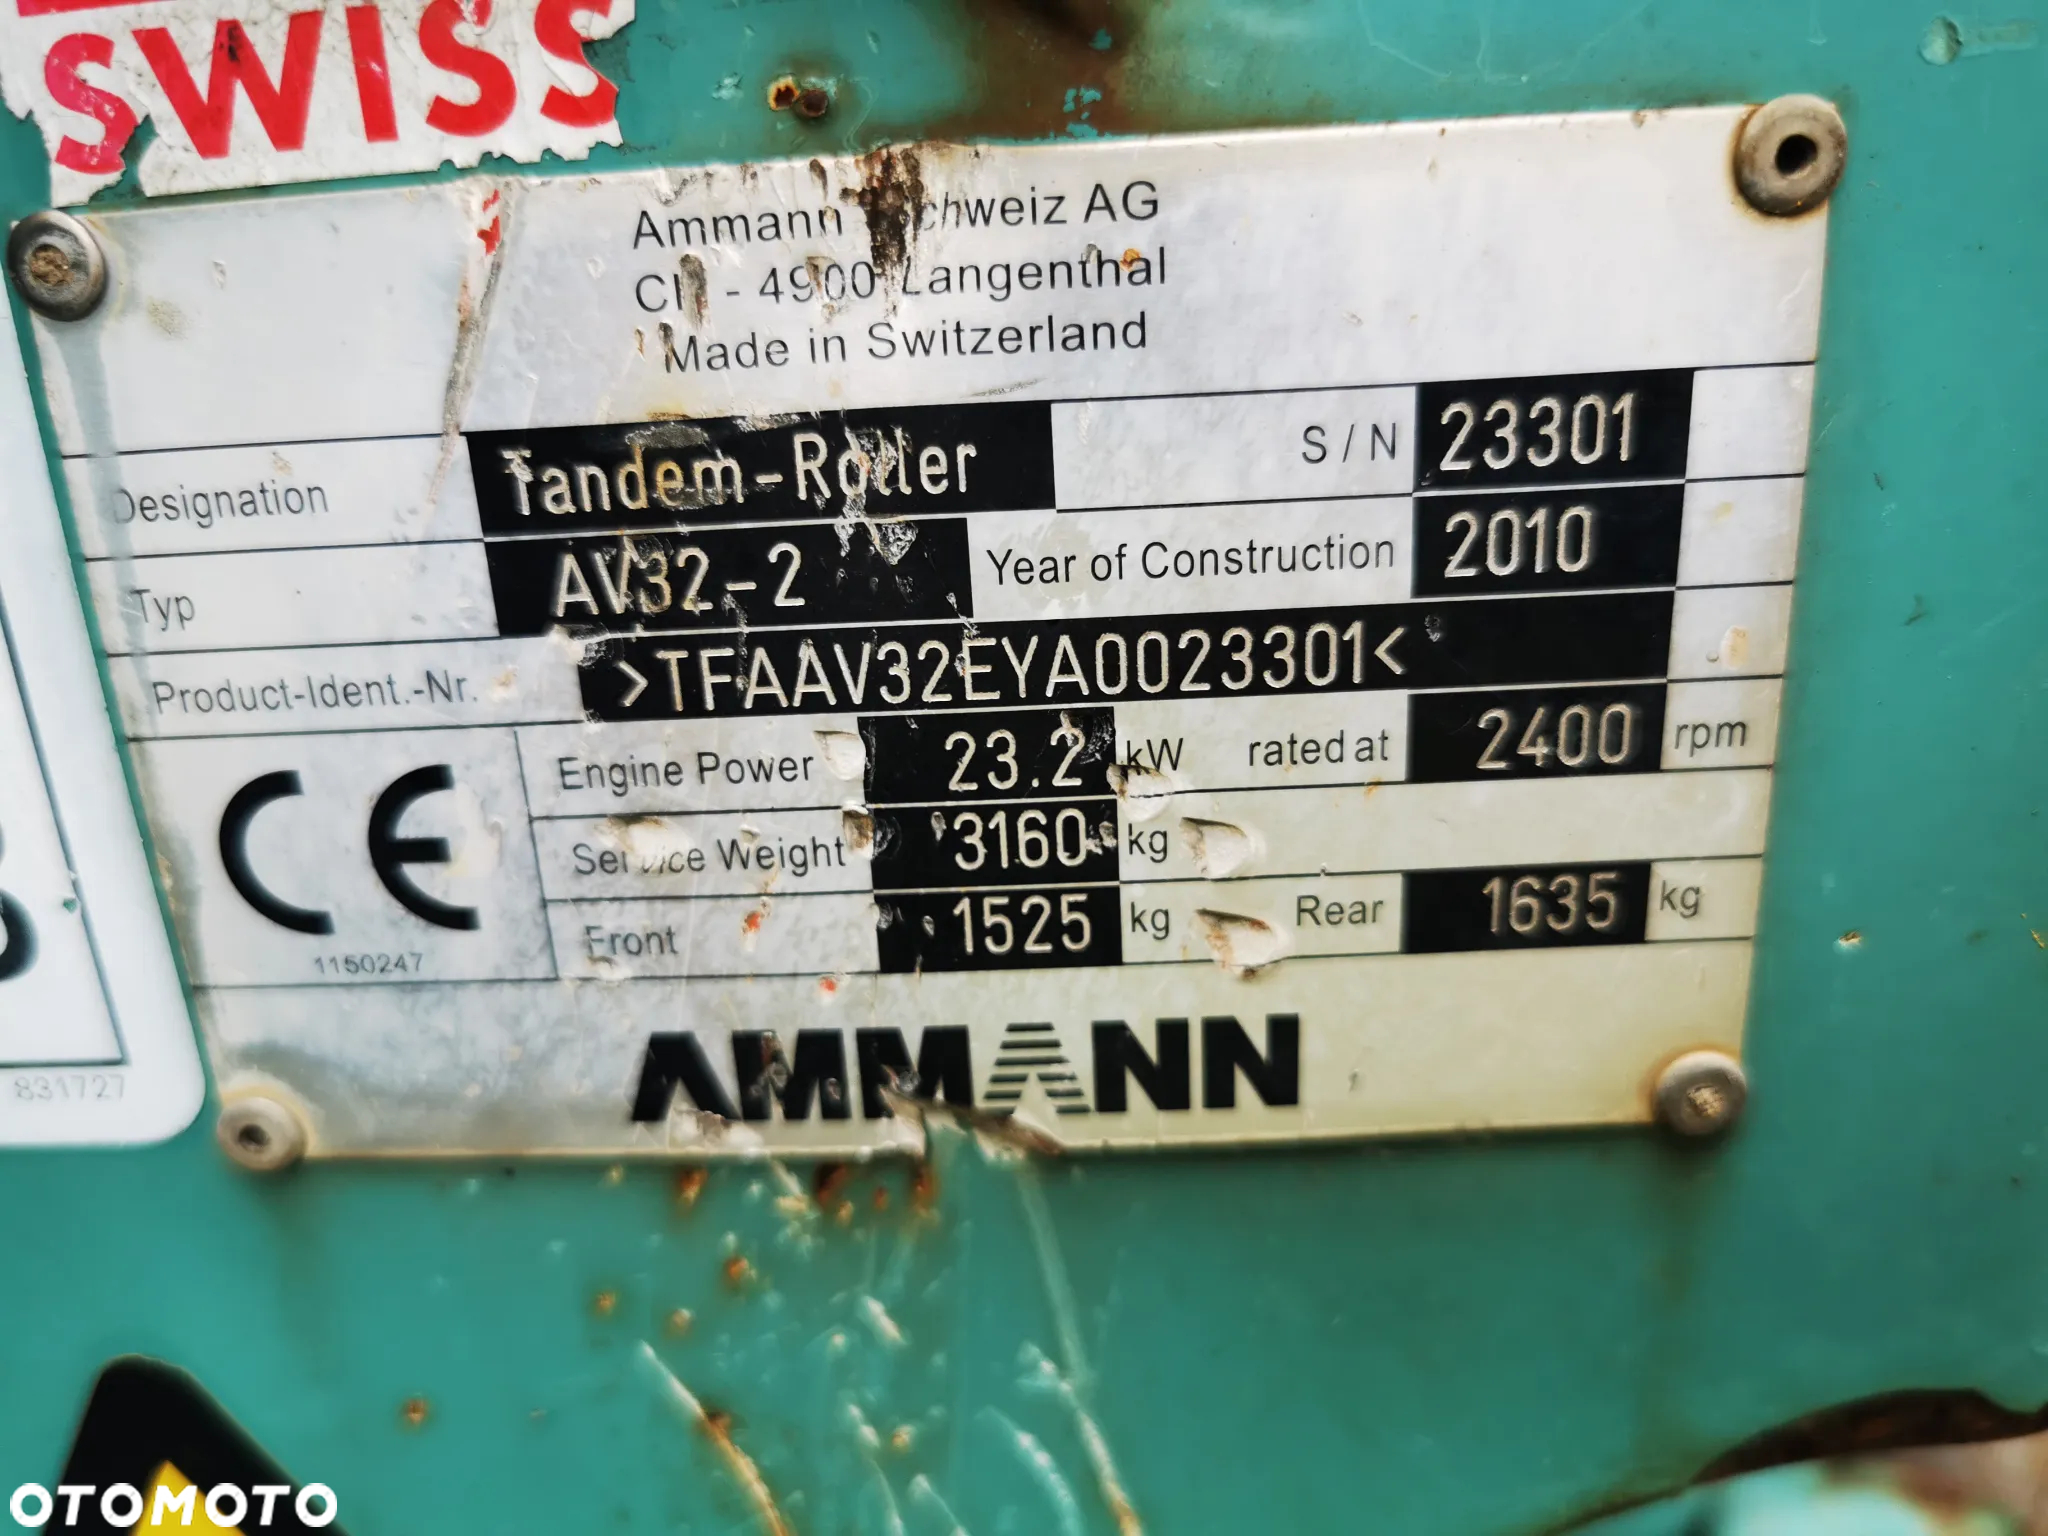 SWISS
Ammann Schweiz AG
CH - 4900 Langenthal
Made in Switzerland
Designation Tandem-Roller S / N 23301
Typ AV32-2 Year of Construction 2010
Product-Ident.-Nr. >TFAAV32EYA0023301<
Engine Power 23.2 kW rated at 2400 rpm
Service Weight 3160 kg
Front 1525 kg Rear 1635 kg
CE
1150247
AMMANN
831727
OTOMOTO